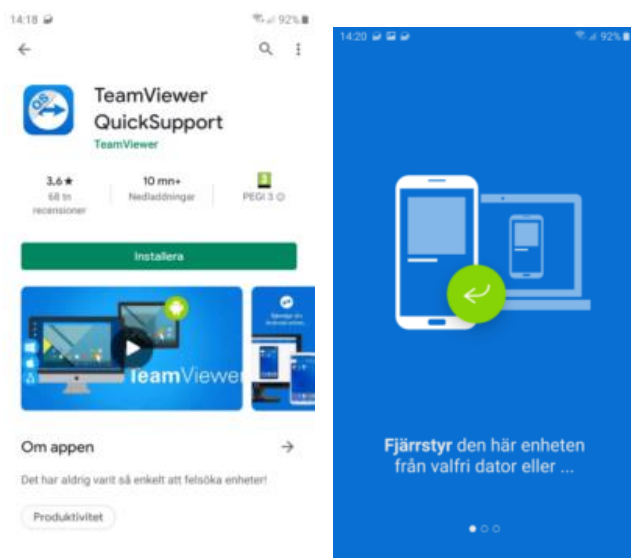 14:18
92%
TeamViewer
QuickSupport
TeamViewer
3,6★
68 tn
recensioner
10 mn+
Nedladdningar
3
PEGI 3
Installera
TeamViewer
Om appen
Det har aldrig varit så enkelt att felsöka enheter!
Produktivitet
14:20
92%
Fjärrstyr den här enheten
från valfri dator eller ...